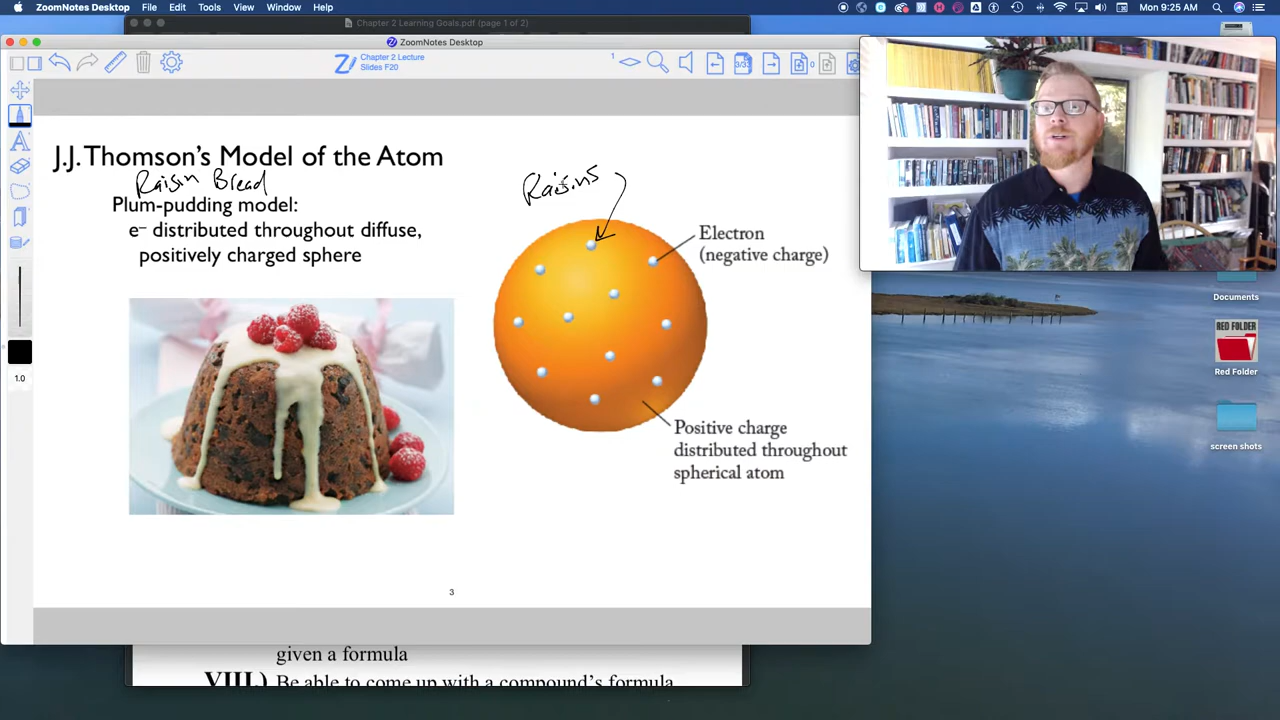 ZoomNotes Desktop File Edit Tools View Window Help
Mon 9:25 AM
Chapter 2 Learning Goals.pdf (page 1 of 2)
ZoomNotes Desktop
Chapter 2 Lecture
Slides F20
1
0
J.J. Thomson's Model of the Atom
Raisin Bread
Raisins
Plum-pudding model:
e⁻ distributed throughout diffuse,
positively charged sphere
Electron
(negative charge)
Positive charge
distributed throughout
spherical atom
1.0
3
given a formula
VIII.) Be able to come up with a compound's formula
Documents
RED FOLDER
Red Folder
screen shots